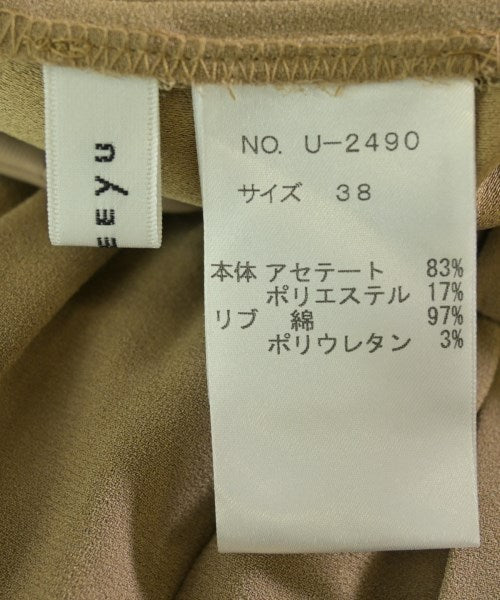 eeyu
NO. U-2490
サイズ 38
本体 アセテート 83%
ポリエステル 17%
リブ 綿 97%
ポリウレタン 3%